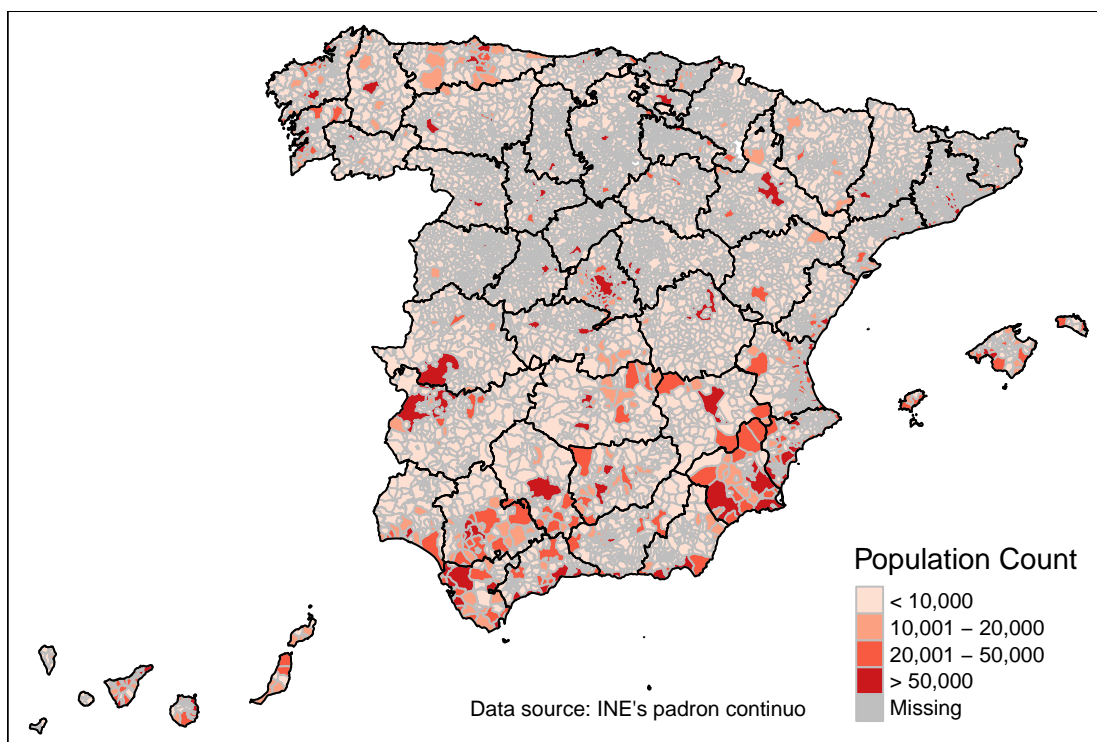 Population Count
< 10,000
10,001 − 20,000
20,001 − 50,000
> 50,000
Missing
Data source: INE's padron continuo